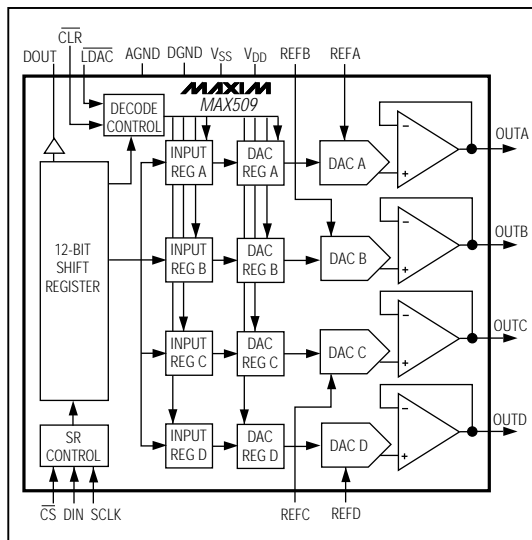 CLR
DOUT LDAC AGND DGND VSS VDD REFB REFA
MAXIM
MAX509
DECODE
CONTROL
INPUT
REG A
DAC
REG A
DAC A
OUTA
12-BIT
SHIFT
REGISTER
INPUT
REG B
DAC
REG B
DAC B
OUTB
INPUT
REG C
DAC
REG C
DAC C
OUTC
SR
CONTROL
INPUT
REG D
DAC
REG D
DAC D
OUTD
CS DIN SCLK REFC REFD